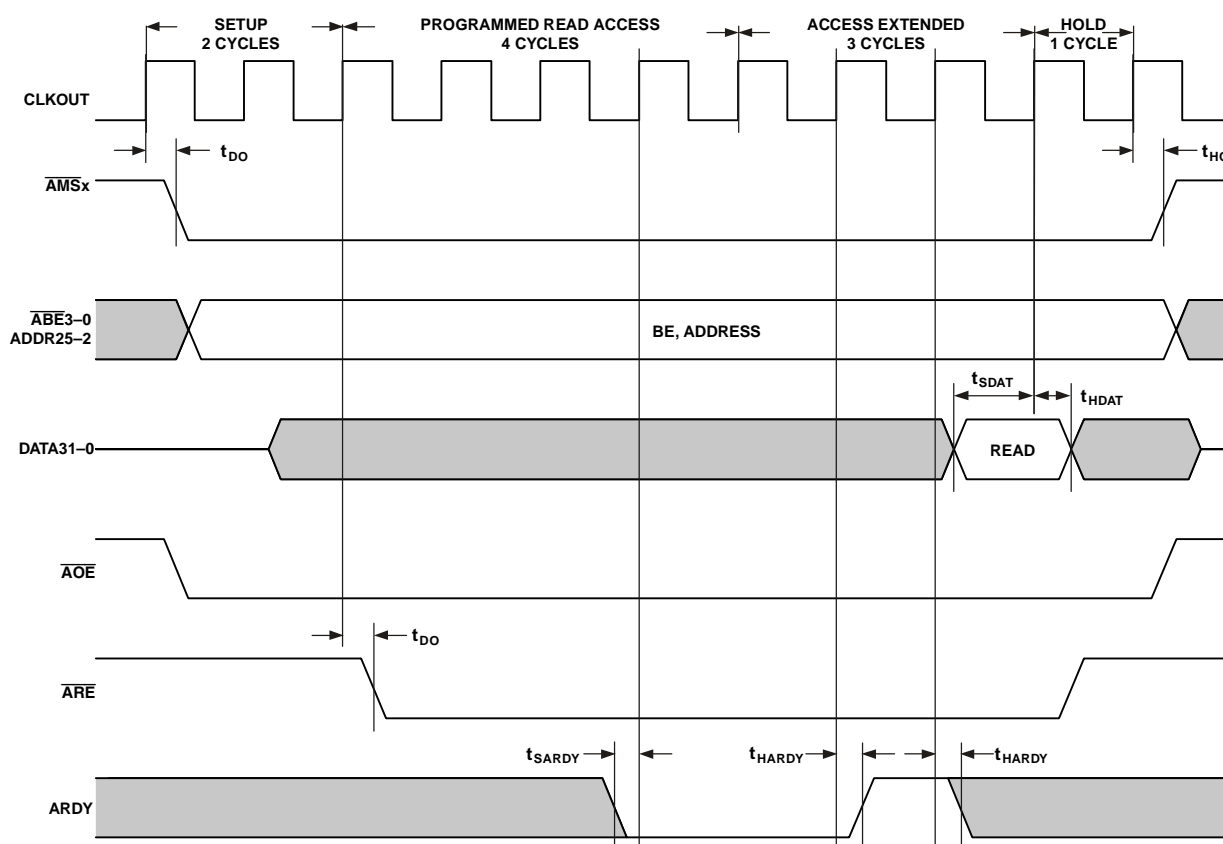 SETUP
2 CYCLES
PROGRAMMED READ ACCESS
4 CYCLES
ACCESS EXTENDED
3 CYCLES
HOLD
1 CYCLE
CLKOUT
tDO
tHO
AMSx
ABE3–0
ADDR25–2
BE, ADDRESS
tSDAT
tHDAT
DATA31–0
READ
AOE
tDO
ARE
tSARDY
tHARDY
tHARDY
ARDY